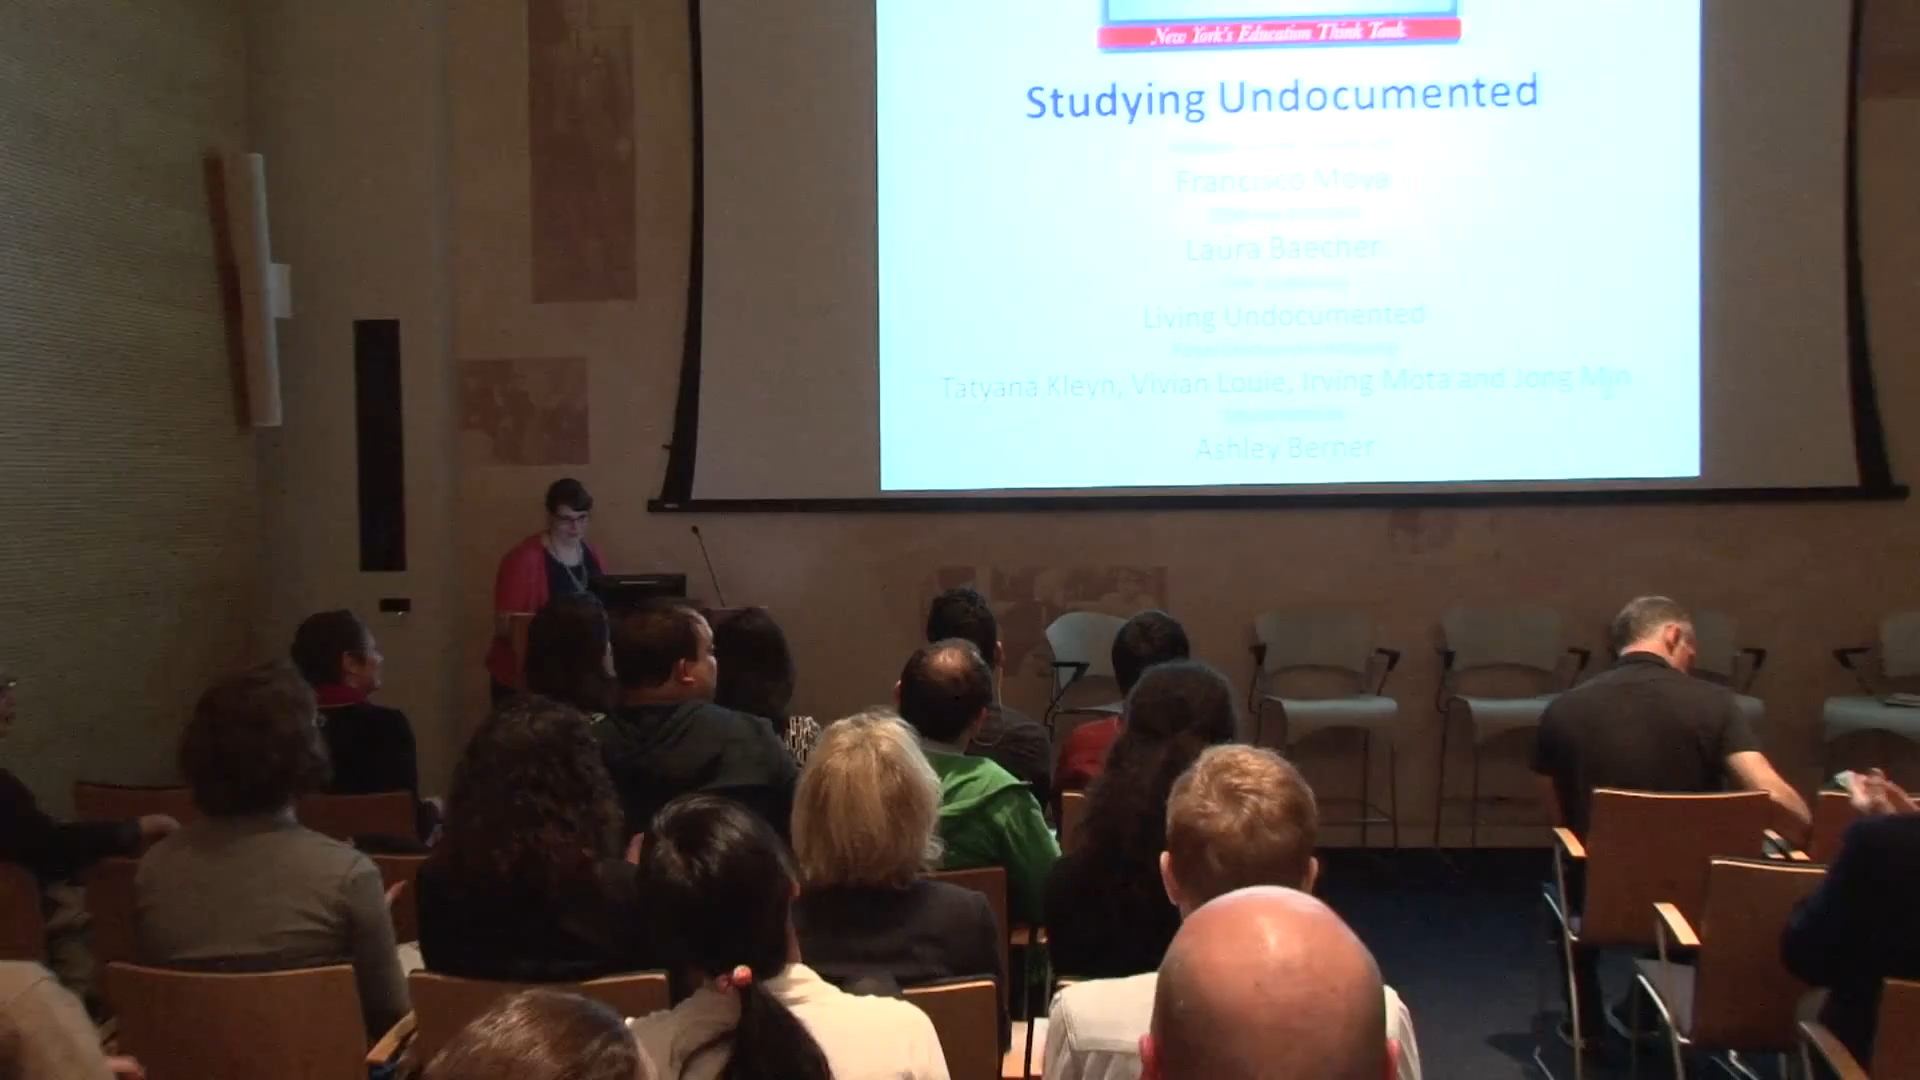 New York's Education Think Tank
Studying Undocumented
Francisco Moya
Laura Baecher
Living Undocumented
Tatyana Kleyn, Vivian Louie, Irving Mota and Jong Min
Ashley Berner